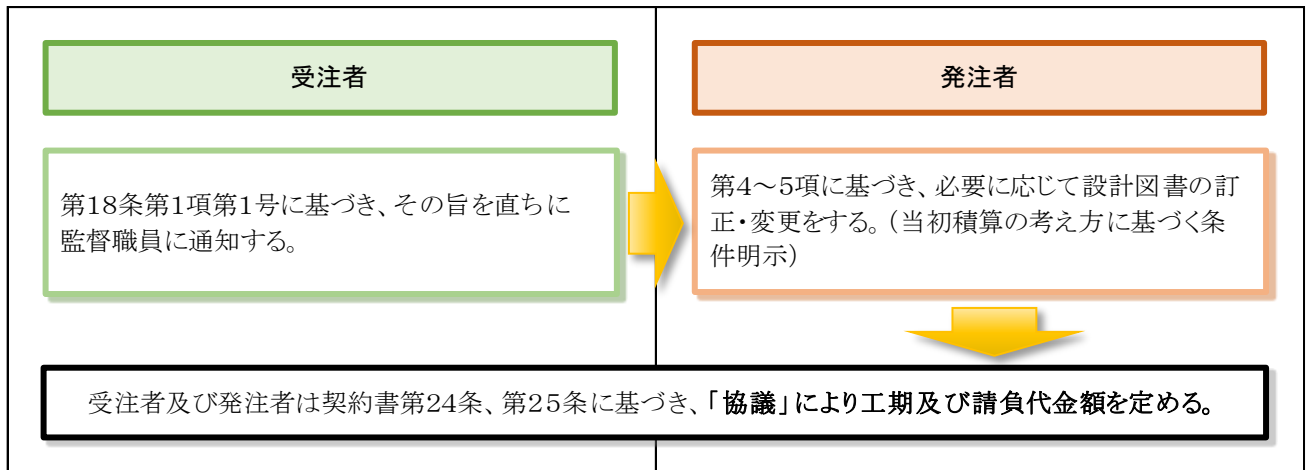 受注者
発注者
第18条第1項第1号に基づき、その旨を直ちに
監督職員に通知する。
第4～5項に基づき、必要に応じて設計図書の訂
正・変更をする。（当初積算の考え方に基づく条
件明示）
受注者及び発注者は契約書第24条、第25条に基づき、「協議」により工期及び請負代金額を定める。